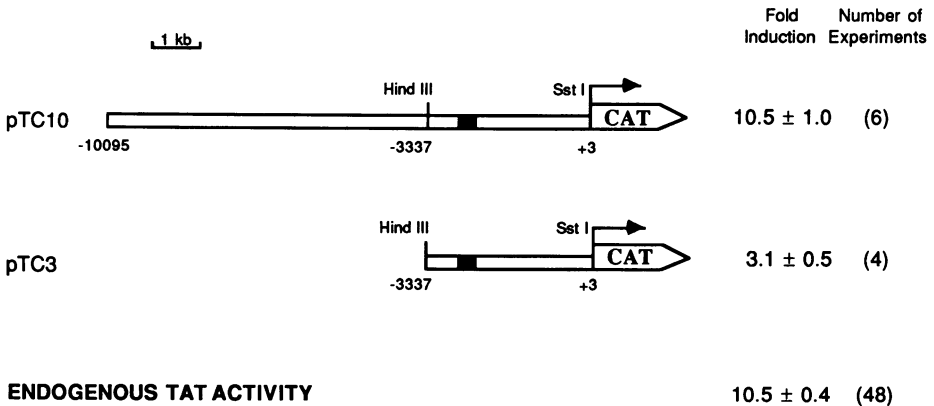 Fold Induction
Number of Experiments
1 kb
Hind III
Sst I
pTC10
CAT
10.5 ± 1.0 (6)
-10095
-3337
+3
Hind III
Sst I
pTC3
CAT
3.1 ± 0.5 (4)
-3337
+3
ENDOGENOUS TAT ACTIVITY
10.5 ± 0.4 (48)